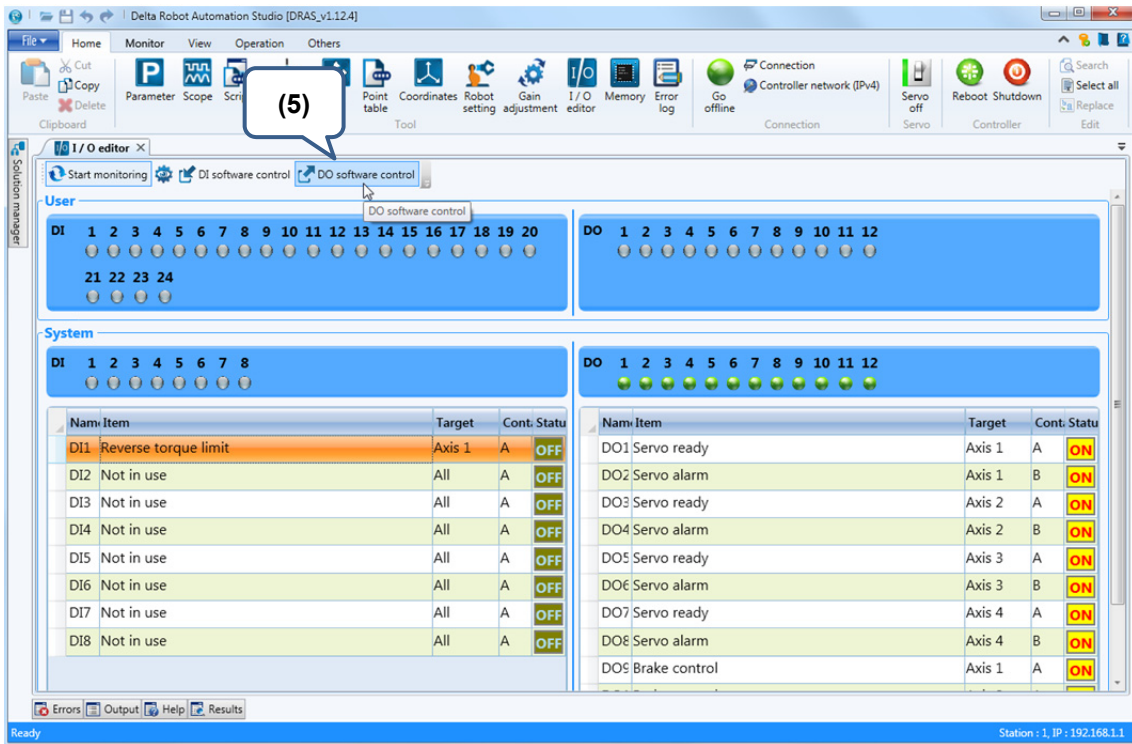 Delta Robot Automation Studio [DRAS_v1.12.4]
File Home Monitor View Operation Others
Paste Cut Copy Delete
Clipboard
Parameter Scope
(5)
Point table Coordinates Robot setting Gain adjustment I/O editor Memory Error log
Tool
Go offline Connection Controller network (IPv4)
Connection
Servo off
Servo
Reboot Shutdown
Controller
Search Select all Replace
Edit
Solution manager
I / O editor
Start monitoring DI software control DO software control
DO software control
User
DI 1 2 3 4 5 6 7 8 9 10 11 12 13 14 15 16 17 18 19 20
21 22 23 24
DO 1 2 3 4 5 6 7 8 9 10 11 12
System
DI 1 2 3 4 5 6 7 8
DO 1 2 3 4 5 6 7 8 9 10 11 12
Item Target
DI1 Reverse torque limit Axis 1 A OFF
DI2 Not in use All A OFF
DI3 Not in use All A OFF
DI4 Not in use All A OFF
DI5 Not in use All A OFF
DI6 Not in use All A OFF
DI7 Not in use All A OFF
DI8 Not in use All A OFF
Item Target
DO1 Servo ready Axis 1 A ON
DO2 Servo alarm Axis 1 B ON
DO3 Servo ready Axis 2 A ON
DO4 Servo alarm Axis 2 B ON
DO5 Servo ready Axis 3 A ON
DO6 Servo alarm Axis 3 B ON
DO7 Servo ready Axis 4 A ON
DO8 Servo alarm Axis 4 B ON
DO9 Brake control Axis 1 A ON
Errors Output Help Results
Ready
Station : 1, IP : 192.168.1.1